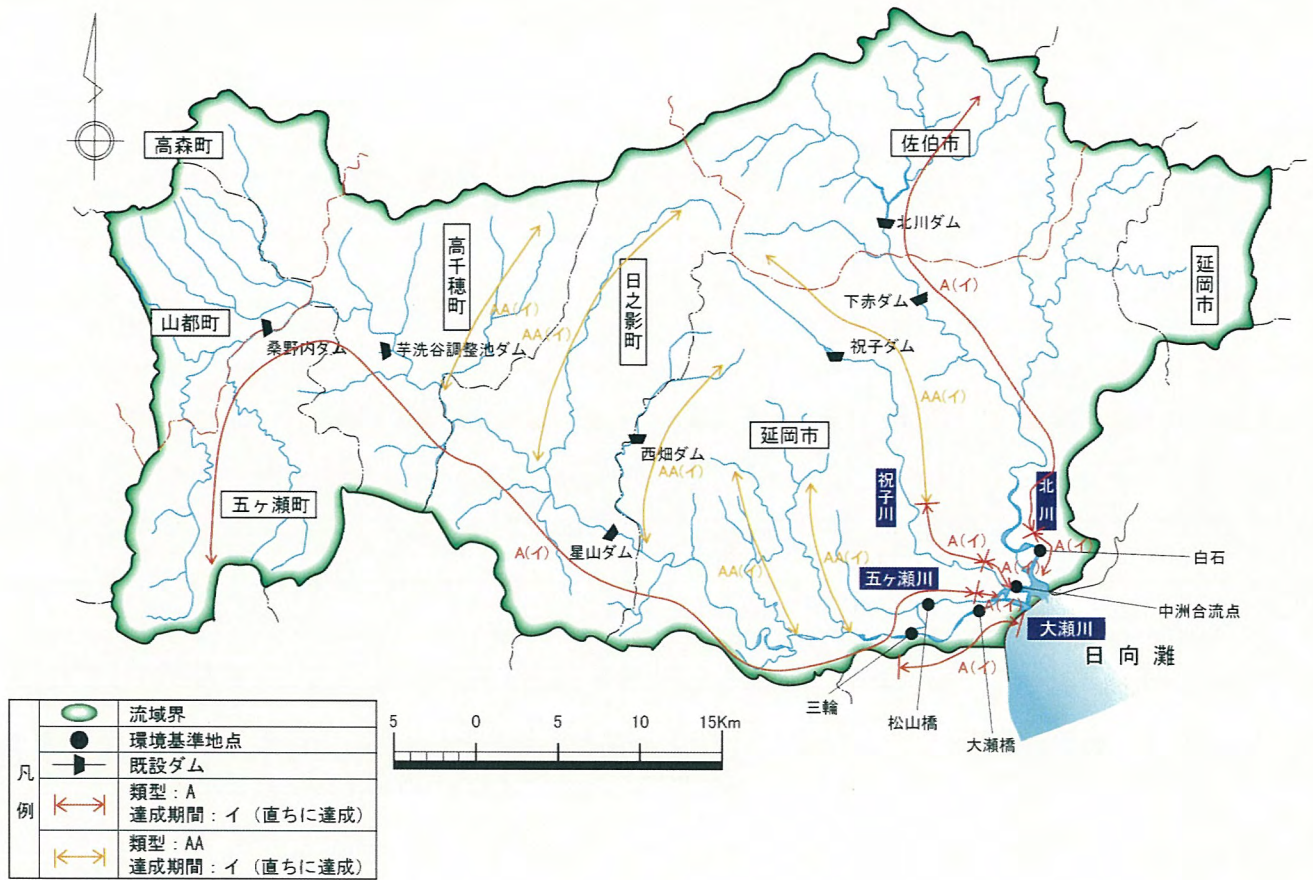 高森町
佐伯市
北川ダム
高千穂町
日之影町
延岡市
AA(イ)
AA(イ)
下赤ダム
A(イ)
山都町
桑野内ダム
芋洗谷調整池ダム
祝子ダム
AA(イ)
延岡市
西畑ダム
AA(イ)
祝子川
北川
五ヶ瀬町
A(イ)
星山ダム
A(イ)
A(イ)
白石
AA(イ)
AA(イ)
五ヶ瀬川
A(イ)
A(イ)
中洲合流点
大瀬川
日向灘
A(イ)
三輪
松山橋
大瀬橋
凡例
流域界
環境基準地点
既設ダム
類型：A
達成期間：イ（直ちに達成）
類型：AA
達成期間：イ（直ちに達成）
5 0 5 10 15Km